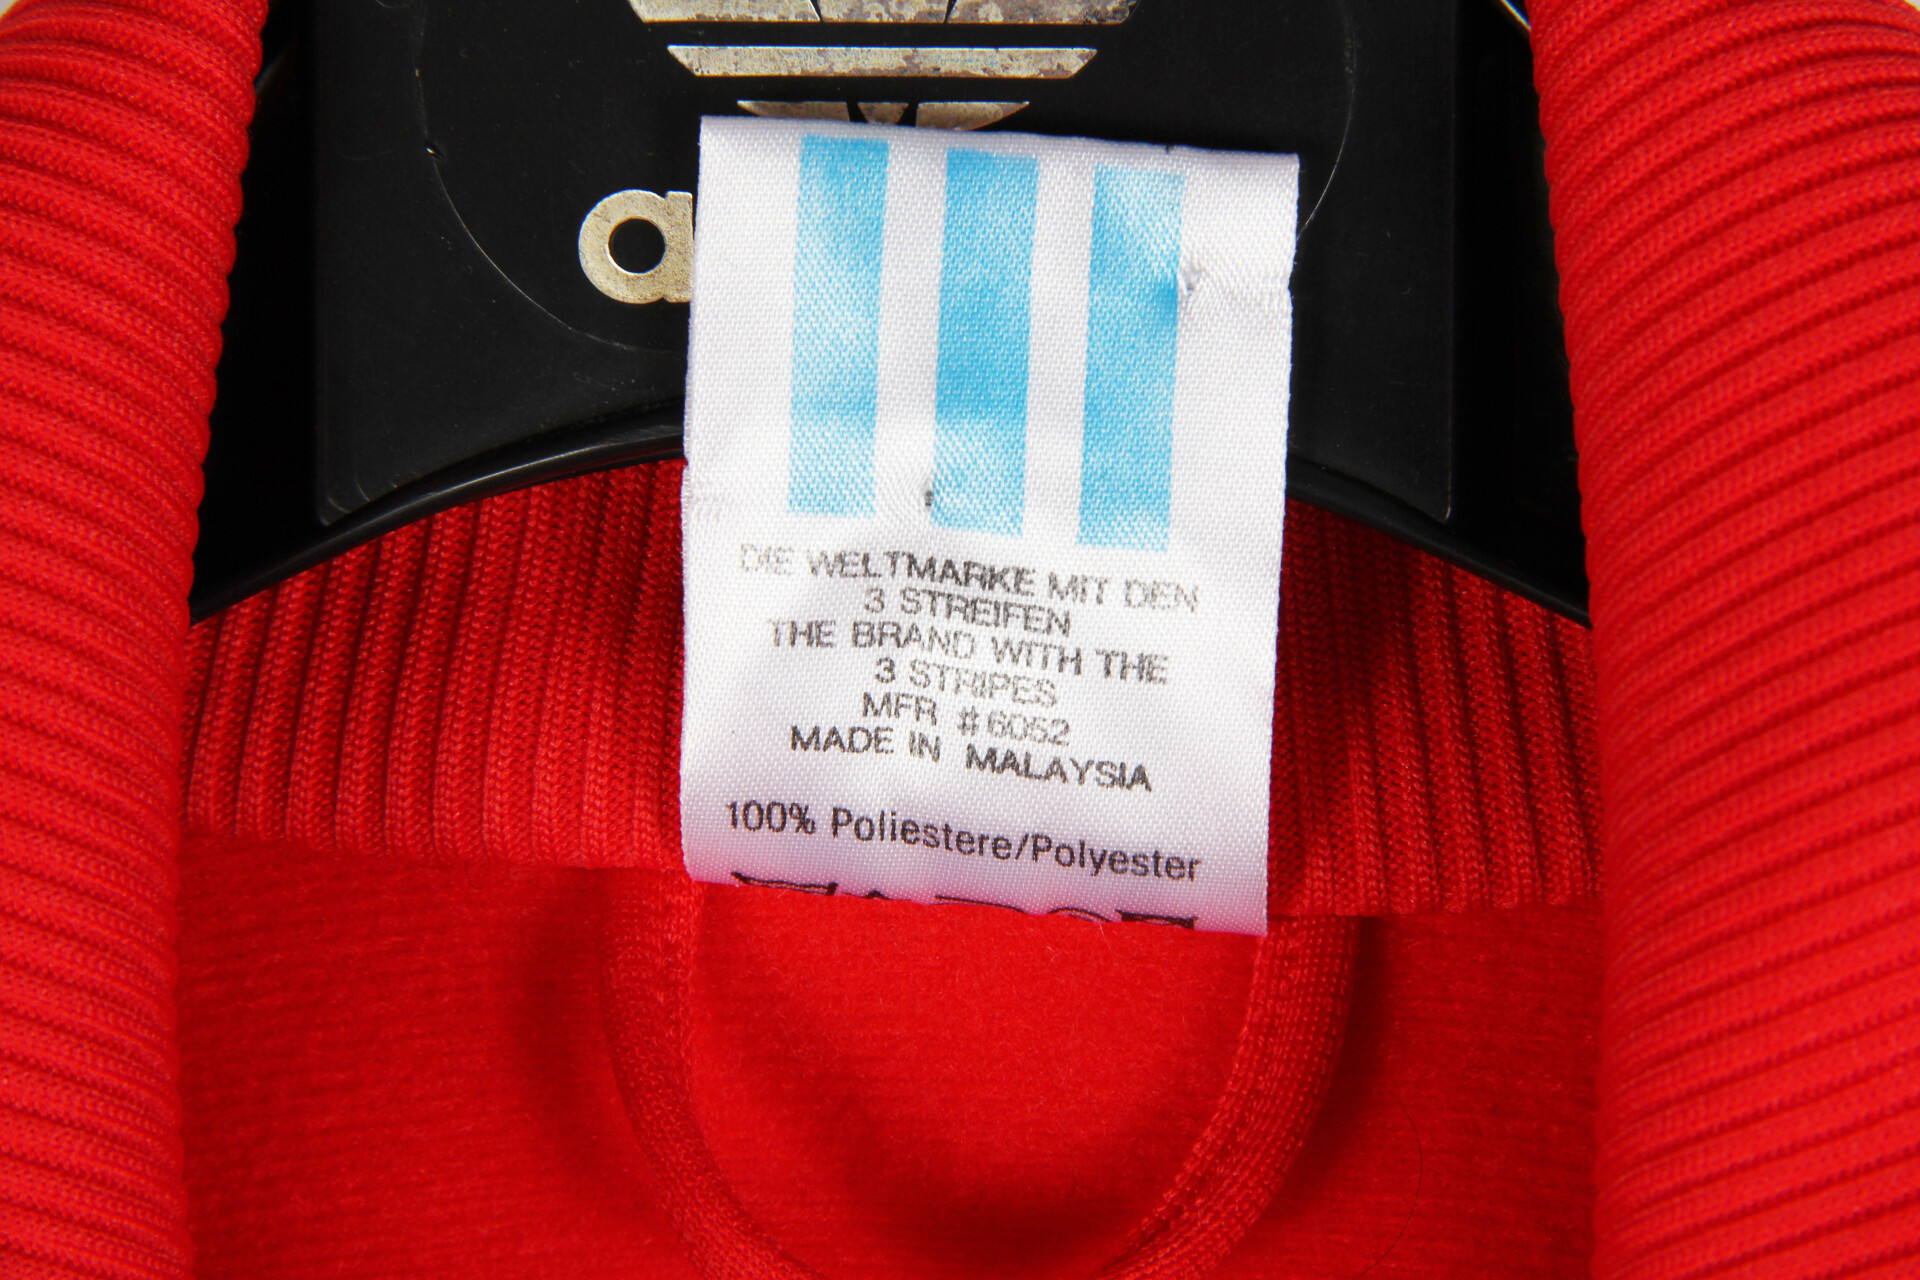 a
DIE WELTMARKE MIT DEN
3 STREIFEN
THE BRAND WITH THE
3 STRIPES
MFR # 6052
MADE IN MALAYSIA
100% Poliestere/Polyester